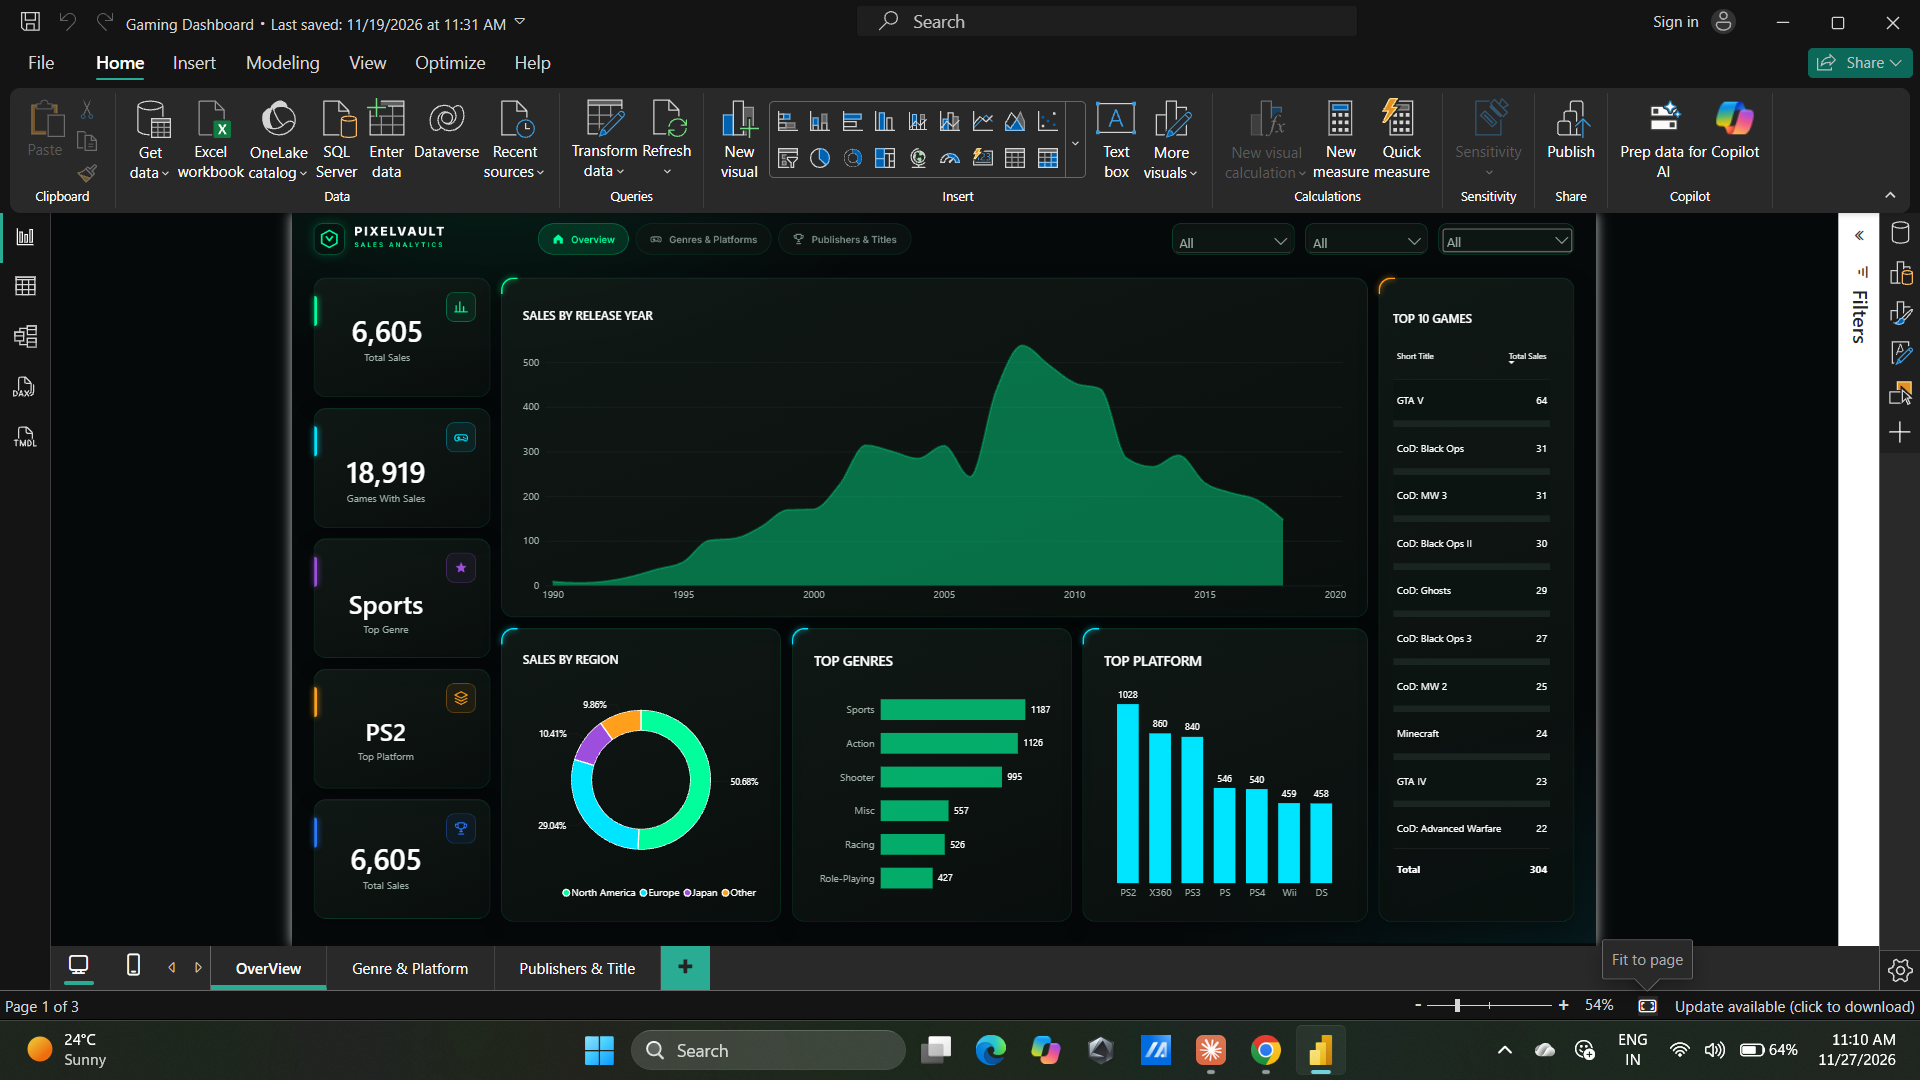 Gaming Dashboard • Last saved: 11/19/2026 at 11:31 AM
Search
Sign in
File
Home
Insert
Modeling
View
Optimize
Help
Share
Paste
Clipboard
Get data
Excel workbook
OneLake catalog
SQL Server
Enter data
Dataverse
Recent sources
Data
Transform data
Refresh
Queries
New visual
Text box
More visuals
Insert
New visual calculation
New measure
Quick measure
Calculations
Sensitivity
Sensitivity
Publish
Share
Prep data for AI
Copilot
Copilot
DAX
TMDL
PIXELVAULT
SALES ANALYTICS
Overview
Genres & Platforms
Publishers & Titles
All
All
All
Filters
6,605
Total Sales
18,919
Games With Sales
Sports
Top Genre
PS2
Top Platform
6,605
Total Sales
SALES BY RELEASE YEAR
500
400
300
200
100
0
1990
1995
2000
2005
2010
2015
2020
SALES BY REGION
9.86%
10.41%
50.68%
29.04%
North America
Europe
Japan
Other
TOP GENRES
Sports 1187
Action 1126
Shooter 995
Misc 557
Racing 526
Role-Playing 427
TOP PLATFORM
1028
860
840
546
540
459
458
PS2
X360
PS3
PS
PS4
Wii
DS
TOP 10 GAMES
Short Title Total Sales
GTA V 64
CoD: Black Ops 31
CoD: MW 3 31
CoD: Black Ops II 30
CoD: Ghosts 29
CoD: Black Ops 3 27
CoD: MW 2 25
Minecraft 24
GTA IV 23
CoD: Advanced Warfare 22
Total 304
OverView
Genre & Platform
Publishers & Title
Fit to page
Page 1 of 3
54%
Update available (click to download)
24°C
Sunny
Search
ENG
IN
64%
11:10 AM
11/27/2026